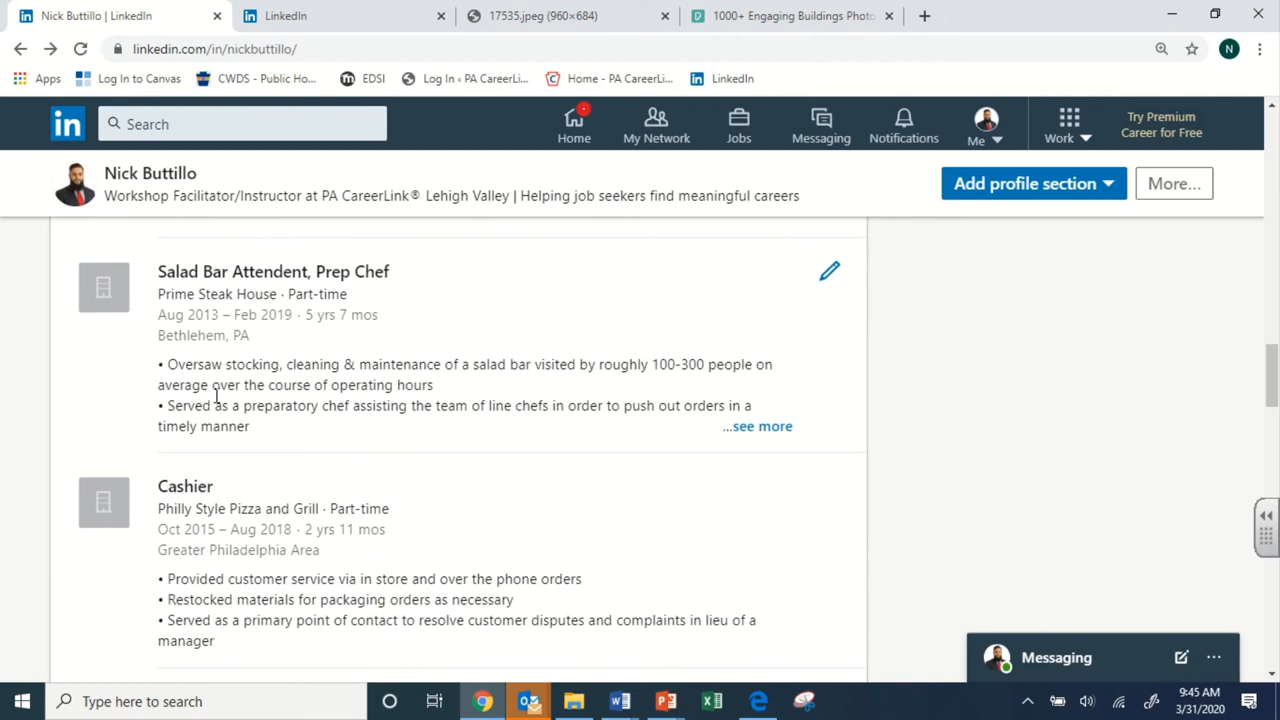 Nick Buttillo | LinkedIn
LinkedIn
17535.jpeg (960×684)
1000+ Engaging Buildings Photo
linkedin.com/in/nickbuttillo/
N
Apps
Log In to Canvas
CWDS - Public Ho...
EDSI
Log In ‹ PA CareerLi...
Home - PA CareerLi...
LinkedIn
in
Search
Home
My Network
Jobs
Messaging
Notifications
Me
Work
Try Premium
Career for Free
Nick Buttillo
Workshop Facilitator/Instructor at PA CareerLink® Lehigh Valley | Helping job seekers find meaningful careers
Add profile section
More...
Salad Bar Attendent, Prep Chef
Prime Steak House · Part-time
Aug 2013 – Feb 2019 · 5 yrs 7 mos
Bethlehem, PA
• Oversaw stocking, cleaning & maintenance of a salad bar visited by roughly 100-300 people on
average over the course of operating hours
• Served as a preparatory chef assisting the team of line chefs in order to push out orders in a
timely manner
...see more
Cashier
Philly Style Pizza and Grill · Part-time
Oct 2015 – Aug 2018 · 2 yrs 11 mos
Greater Philadelphia Area
• Provided customer service via in store and over the phone orders
• Restocked materials for packaging orders as necessary
• Served as a primary point of contact to resolve customer disputes and complaints in lieu of a
manager
Messaging
Type here to search
9:45 AM
3/31/2020